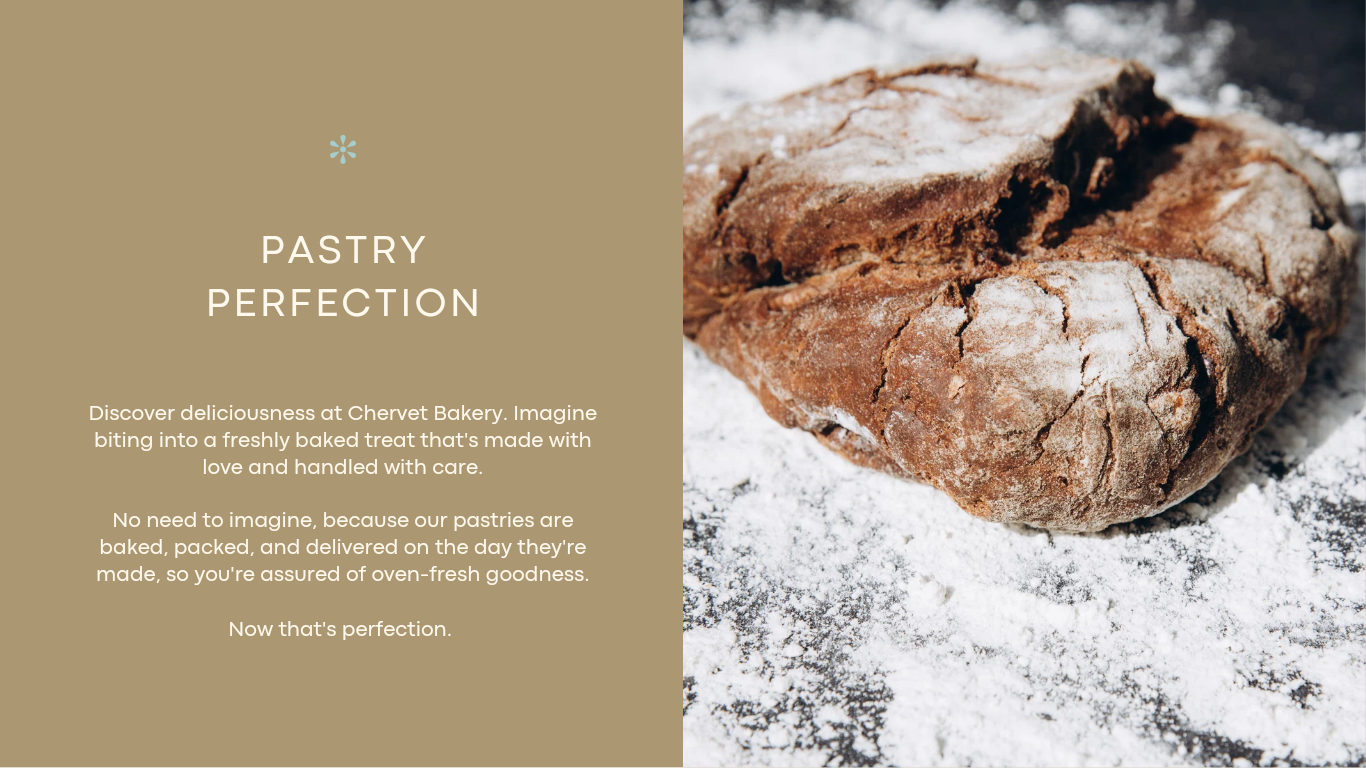 PASTRY
PERFECTION
Discover deliciousness at Chervet Bakery. Imagine
biting into a freshly baked treat that's made with
love and handled with care.
No need to imagine, because our pastries are
baked, packed, and delivered on the day they're
made, so you're assured of oven-fresh goodness.
Now that's perfection.